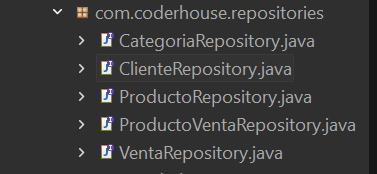 com.coderhouse.repositories
CategoriaRepository.java
ClienteRepository.java
ProductoRepository.java
ProductoVentaRepository.java
VentaRepository.java